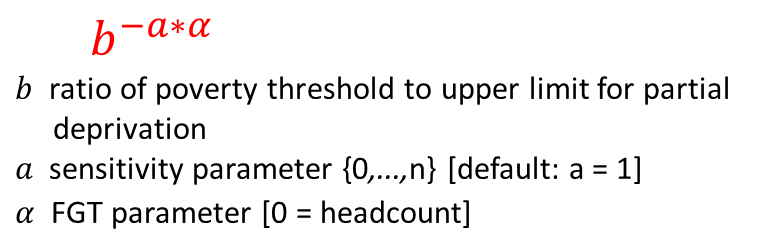 b^{−a*α}
b ratio of poverty threshold to upper limit for partial
deprivation
a sensitivity parameter {0,...,n} [default: a = 1]
α FGT parameter [0 = headcount]